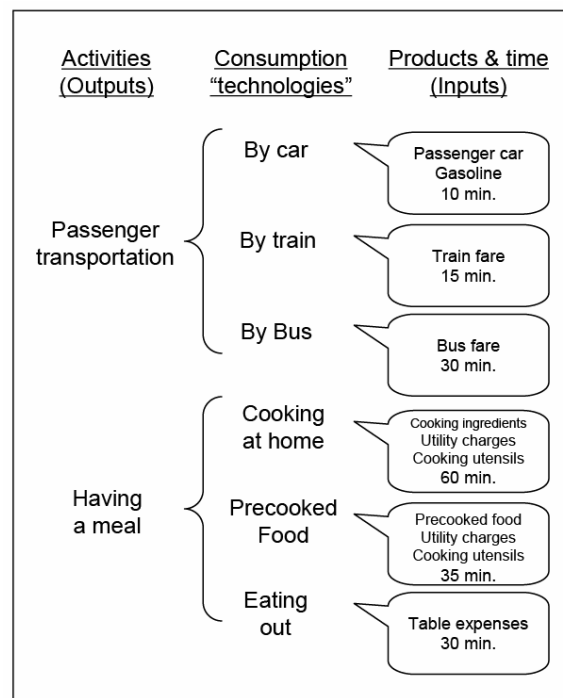 Activities
(Outputs)
Consumption
“technologies”
Products & time
(Inputs)
Passenger
transportation
By car
Passenger car
Gasoline
10 min.
By train
Train fare
15 min.
By Bus
Bus fare
30 min.
Having
a meal
Cooking
at home
Cooking ingredients
Utility charges
Cooking utensils
60 min.
Precooked
Food
Precooked food
Utility charges
Cooking utensils
35 min.
Eating
out
Table expenses
30 min.